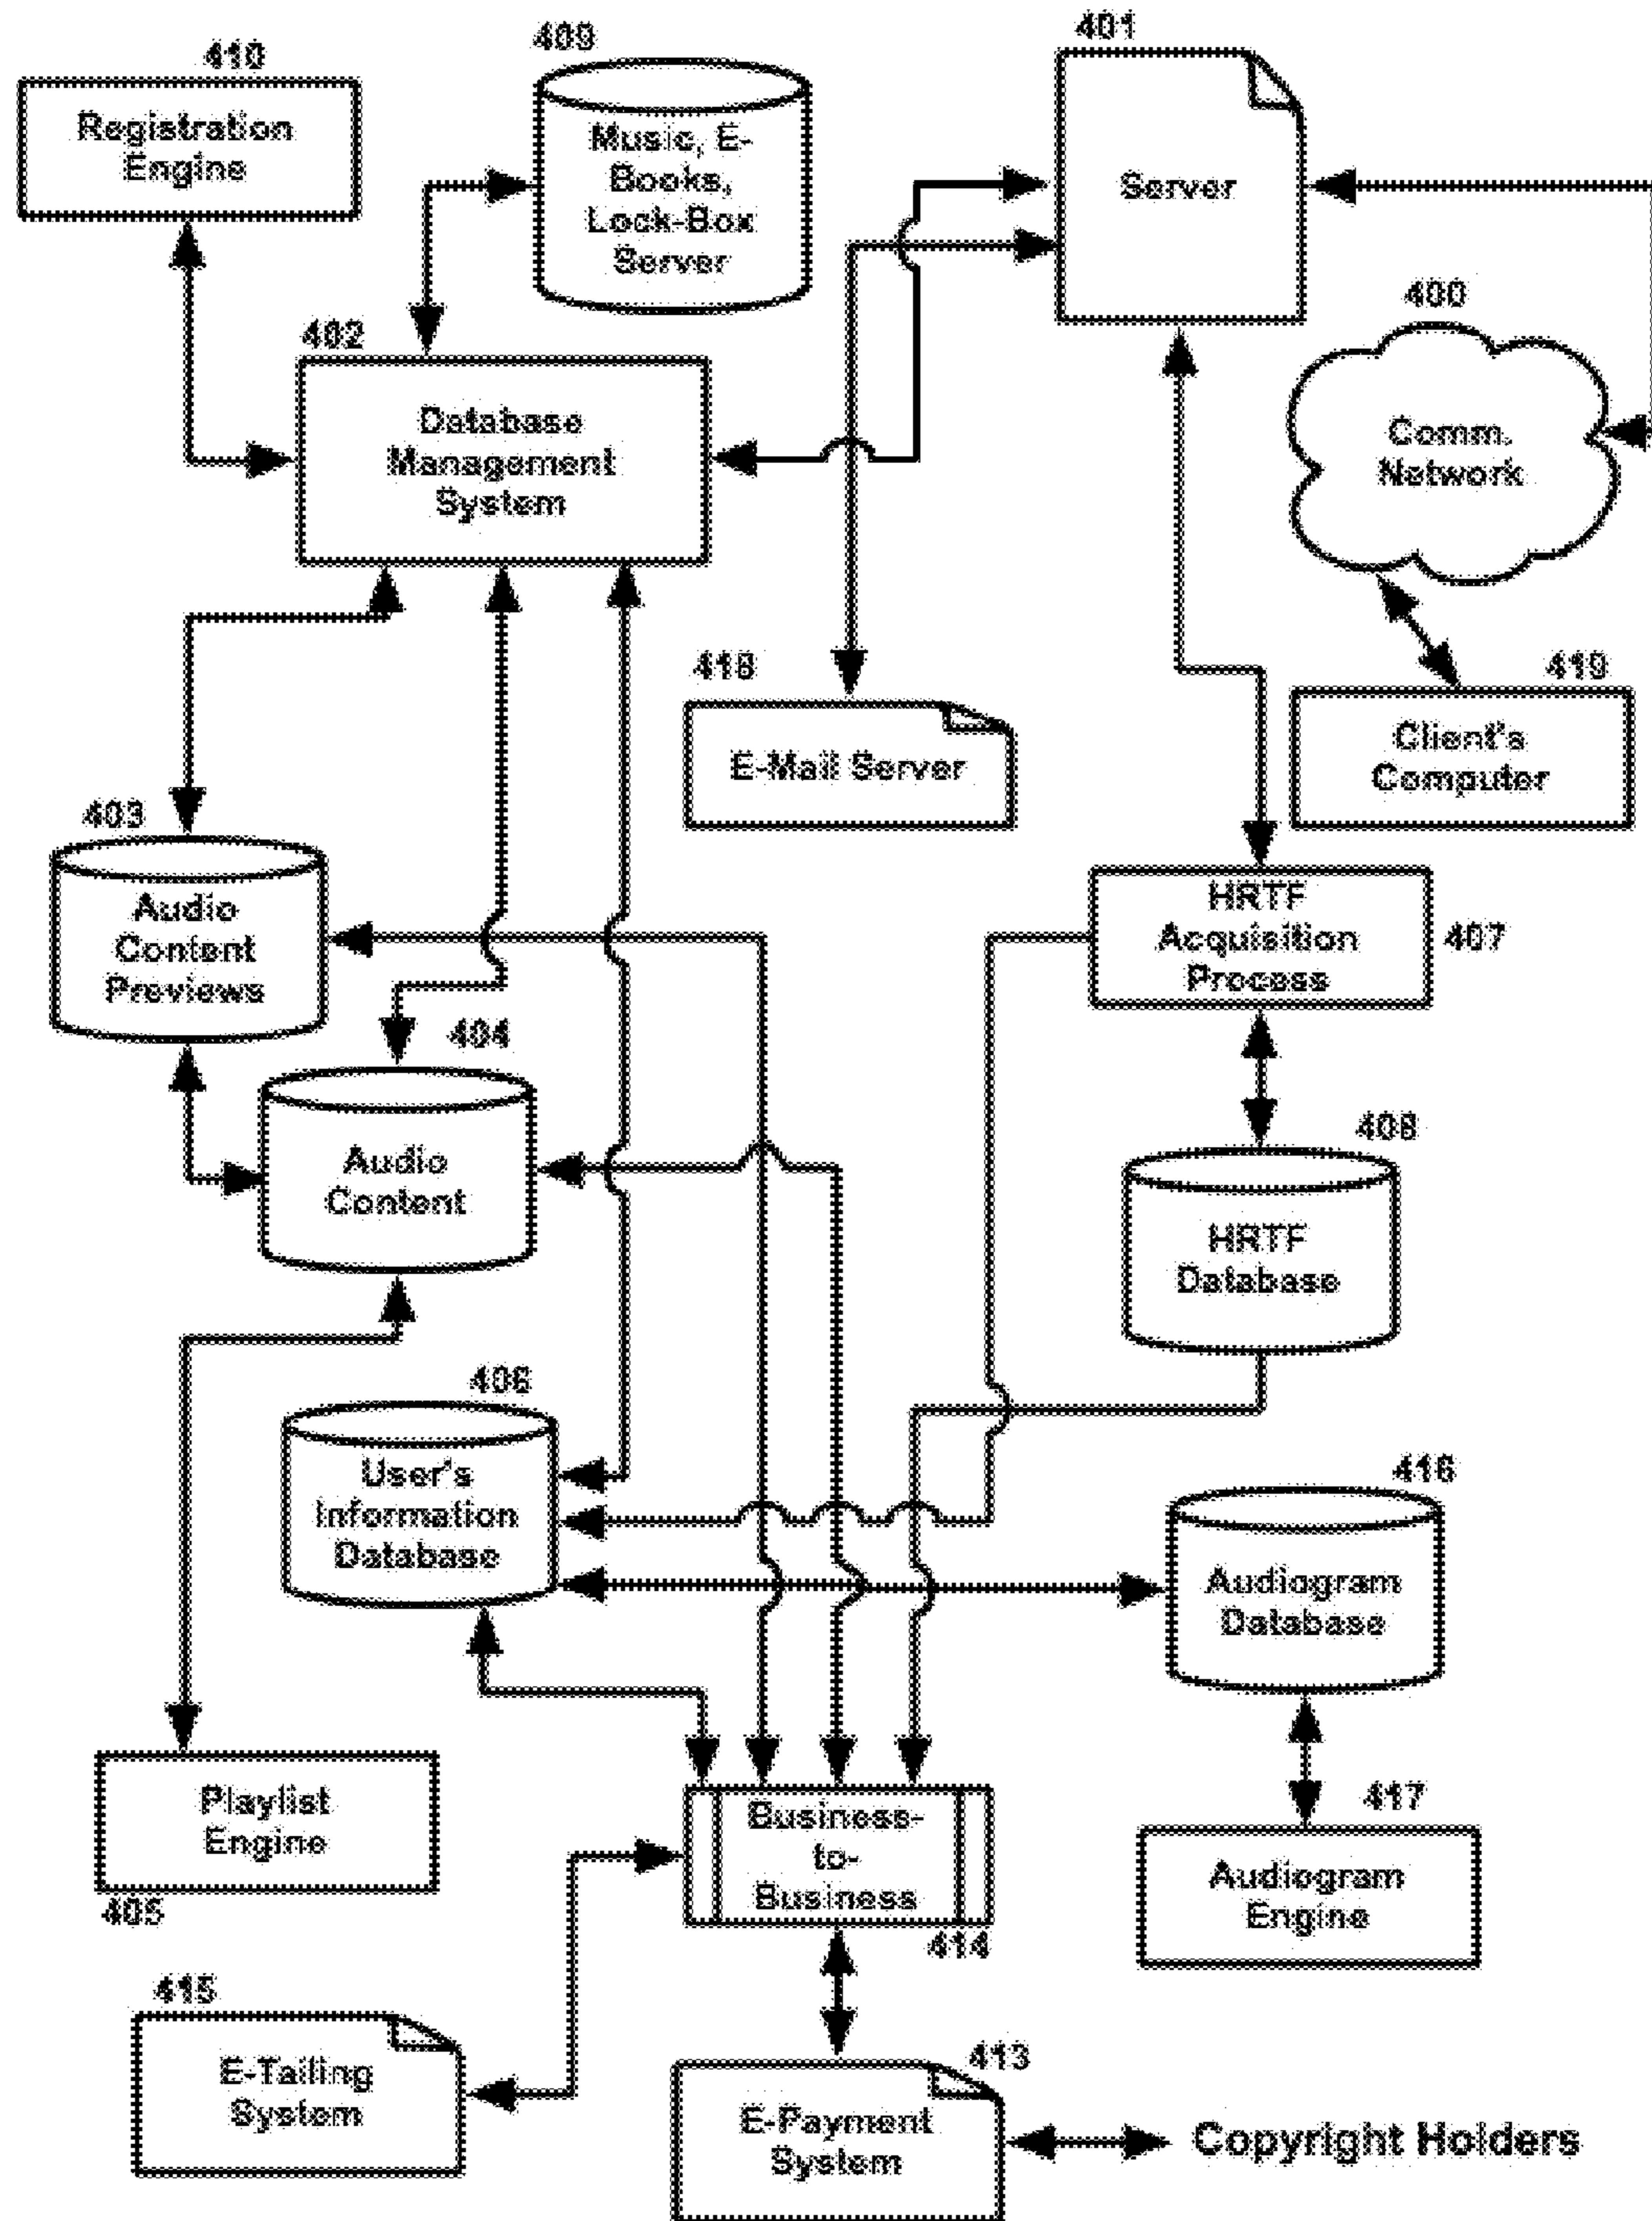 410
Registration
Engine
409
Music, E-
Books,
Lock-Box
Server
401
Server
400
Comm.
Network
402
Database
Management
System
418
E-Mail Server
419
Client's
Computer
403
Audio
Content
Previews
HRTF
Acquisition
Process
407
404
Audio
Content
408
HRTF
Database
406
User's
Information
Database
416
Audiogram
Database
Playlist
Engine
405
Business-
to-
Business
414
417
Audiogram
Engine
415
E-Tailing
System
413
E-Payment
System
Copyright Holders